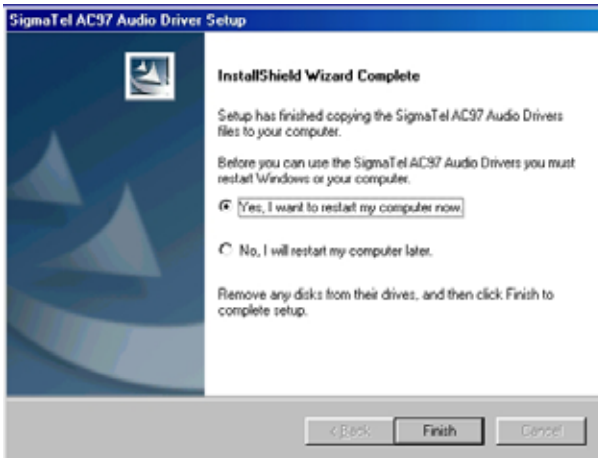 SigmaTel AC97 Audio Driver Setup
InstallShield Wizard Complete
Setup has finished copying the SigmaTel AC97 Audio Drivers
files to your computer.
Before you can use the SigmaTel AC97 Audio Drivers you must
restart Windows or your computer.
Yes, I want to restart my computer now.
No, I will restart my computer later.
Remove any disks from their drives, and then click Finish to
complete setup.
< Back Finish Cancel